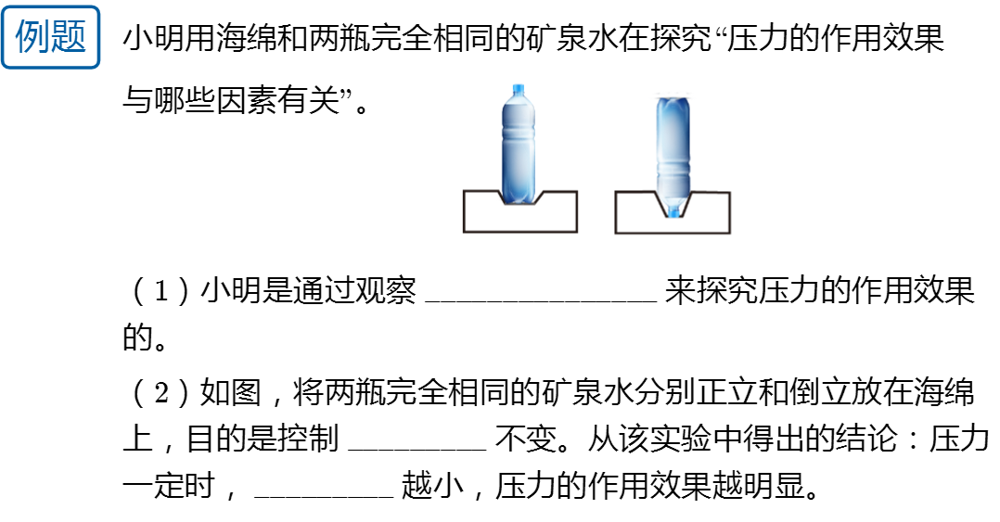 例题
小明用海绵和两瓶完全相同的矿泉水在探究“压力的作用效果
与哪些因素有关”。
（1）小明是通过观察 _______________ 来探究压力的作用效果
的。
（2）如图，将两瓶完全相同的矿泉水分别正立和倒立放在海绵
上，目的是控制 _________ 不变。从该实验中得出的结论：压力
一定时， _________ 越小，压力的作用效果越明显。